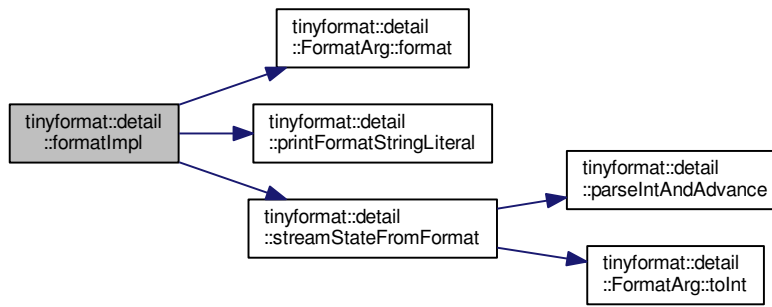 tinyformat::detail
::formatImpl
tinyformat::detail
::FormatArg::format
tinyformat::detail
::printFormatStringLiteral
tinyformat::detail
::streamStateFromFormat
tinyformat::detail
::parseIntAndAdvance
tinyformat::detail
::FormatArg::toInt